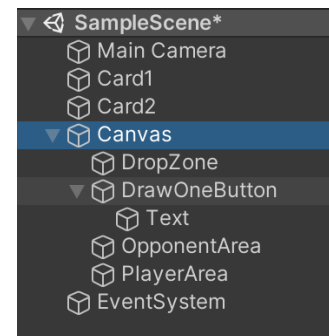 SampleScene*
Main Camera
Card1
Card2
Canvas
DropZone
DrawOneButton
Text
OpponentArea
PlayerArea
EventSystem